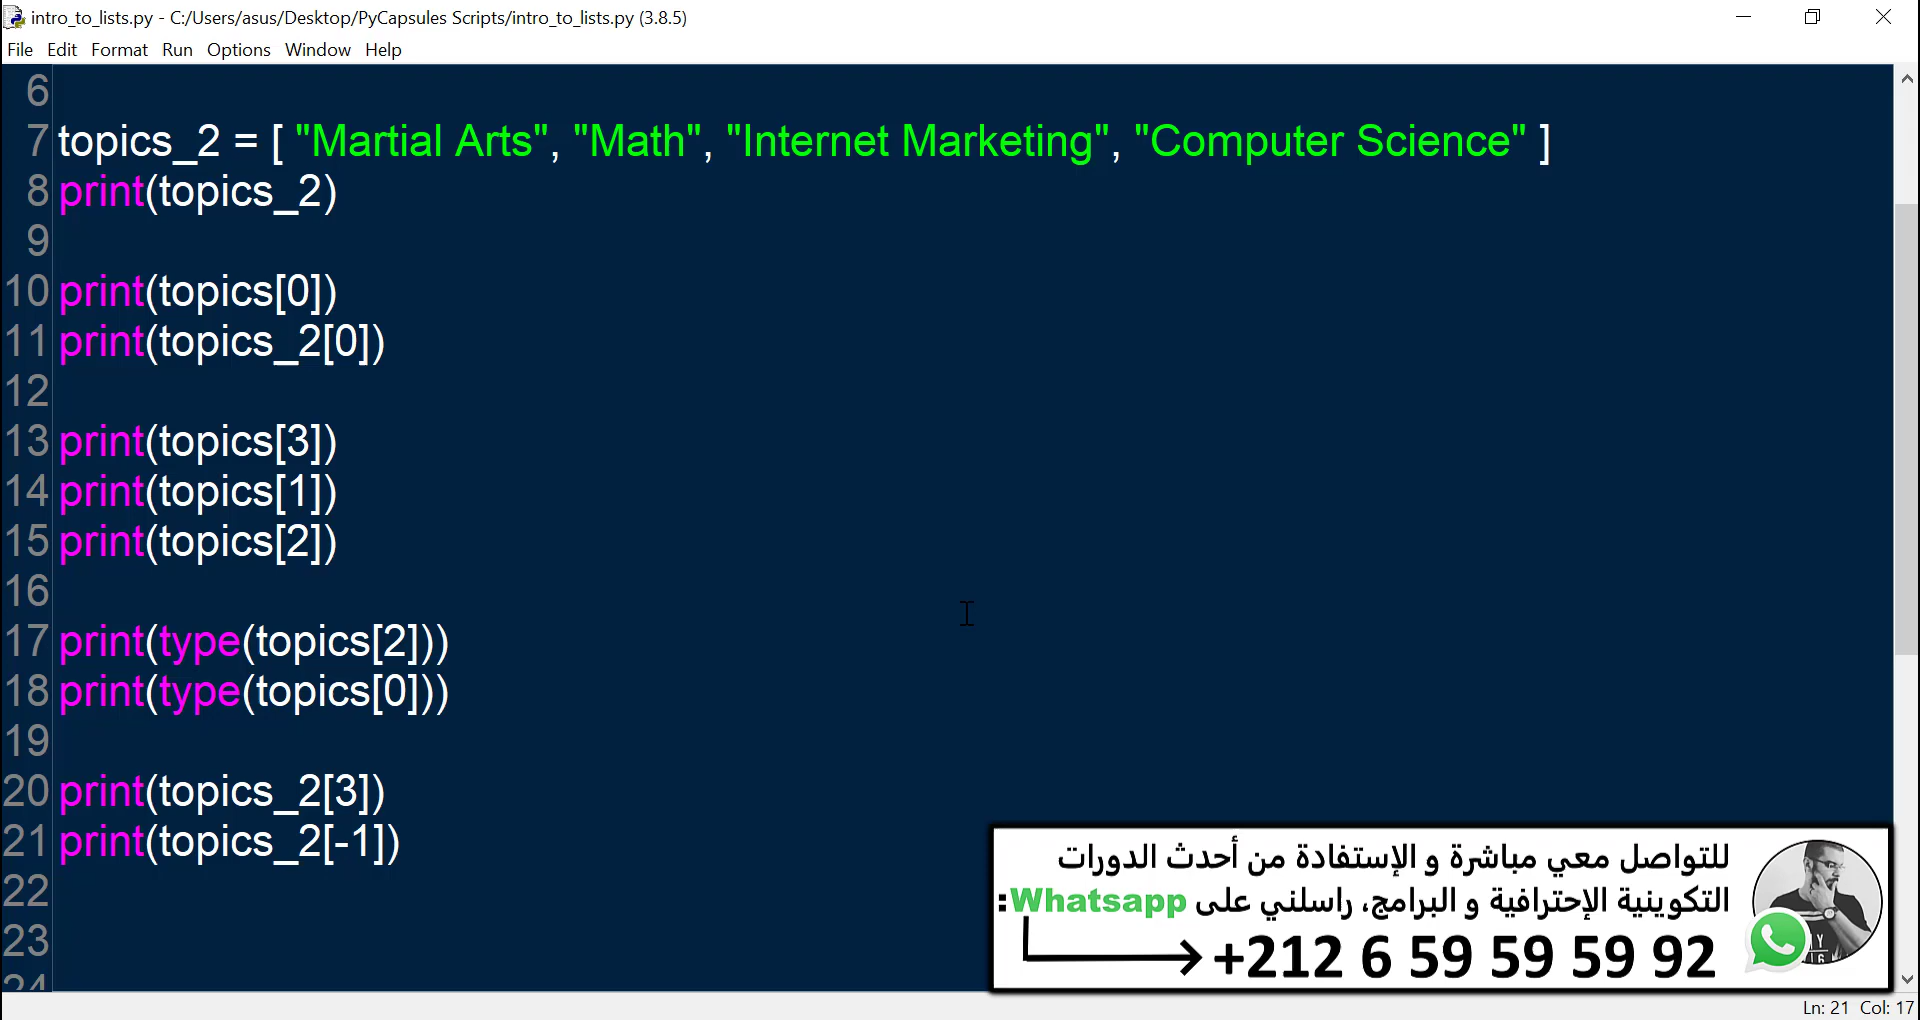 intro_to_lists.py - C:/Users/asus/Desktop/PyCapsules Scripts/intro_to_lists.py (3.8.5)
File Edit Format Run Options Window Help
6
7 topics_2 = [ "Martial Arts", "Math", "Internet Marketing", "Computer Science" ]
8 print(topics_2)
9
10 print(topics[0])
11 print(topics_2[0])
12
13 print(topics[3])
14 print(topics[1])
15 print(topics[2])
16
17 print(type(topics[2]))
18 print(type(topics[0]))
19
20 print(topics_2[3])
21 print(topics_2[-1])
22
23
24
للتواصل معي مباشرة و الإستفادة من أحدث الدورات
التكوينية الإحترافية و البرامج، راسلني على Whatsapp:
+212 6 59 59 59 92
Ln: 21 Col: 17